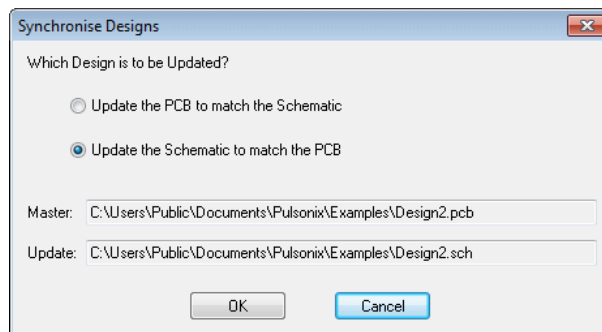 Synchronise Designs
Which Design is to be Updated?
Update the PCB to match the Schematic
Update the Schematic to match the PCB
Master: C:\Users\Public\Documents\Pulsonix\Examples\Design2.pcb
Update: C:\Users\Public\Documents\Pulsonix\Examples\Design2.sch
OK Cancel